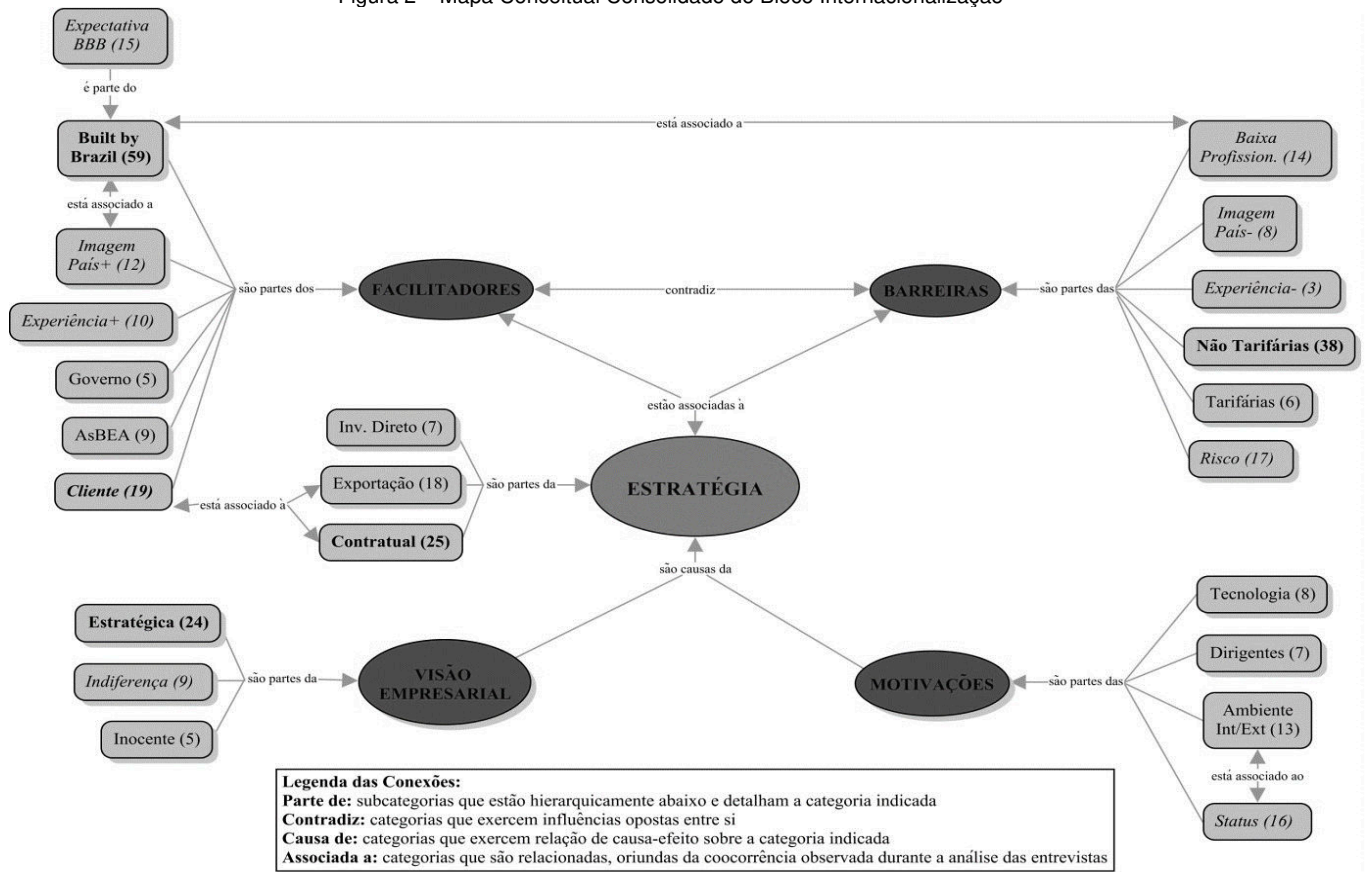 Figura 2 – Mapa Conceitual Consolidado do Bloco Internacionalização
Expectativa
BBB (15)
é parte do
Built by
Brazil (59)
está associado a
Baixa
Profission. (14)
está associado a
Imagem
País+ (12)
Imagem
País- (8)
são partes dos
FACILITADORES
contradiz
BARREIRAS
são partes das
Experiência+ (10)
Experiência- (3)
Governo (5)
Não Tarifárias (38)
AsBEA (9)
Tarifárias (6)
Cliente (19)
Risco (17)
estão associadas à
Inv. Direto (7)
Exportação (18)
são partes da
ESTRATÉGIA
está associado à
Contratual (25)
são causas da
Estratégica (24)
Indiferença (9)
são partes da
VISÃO
EMPRESARIAL
Inocente (5)
MOTIVAÇÕES
são partes das
Tecnologia (8)
Dirigentes (7)
Ambiente
Int/Ext (13)
está associado ao
Status (16)
Legenda das Conexões:
Parte de: subcategorias que estão hierarquicamente abaixo e detalham a categoria indicada
Contradiz: categorias que exercem influências opostas entre si
Causa de: categorias que exercem relação de causa-efeito sobre a categoria indicada
Associada a: categorias que são relacionadas, oriundas da coocorrência observada durante a análise das entrevistas